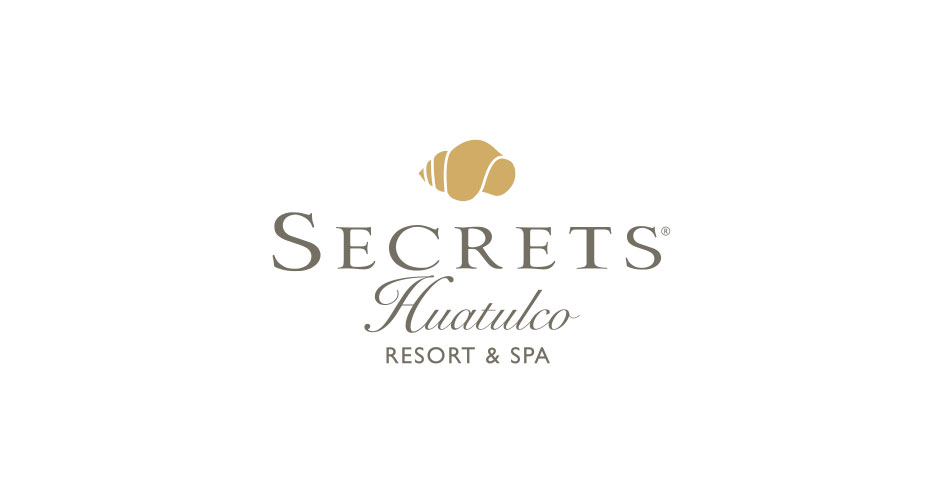 SECRETS®
Huatulco
RESORT & SPA